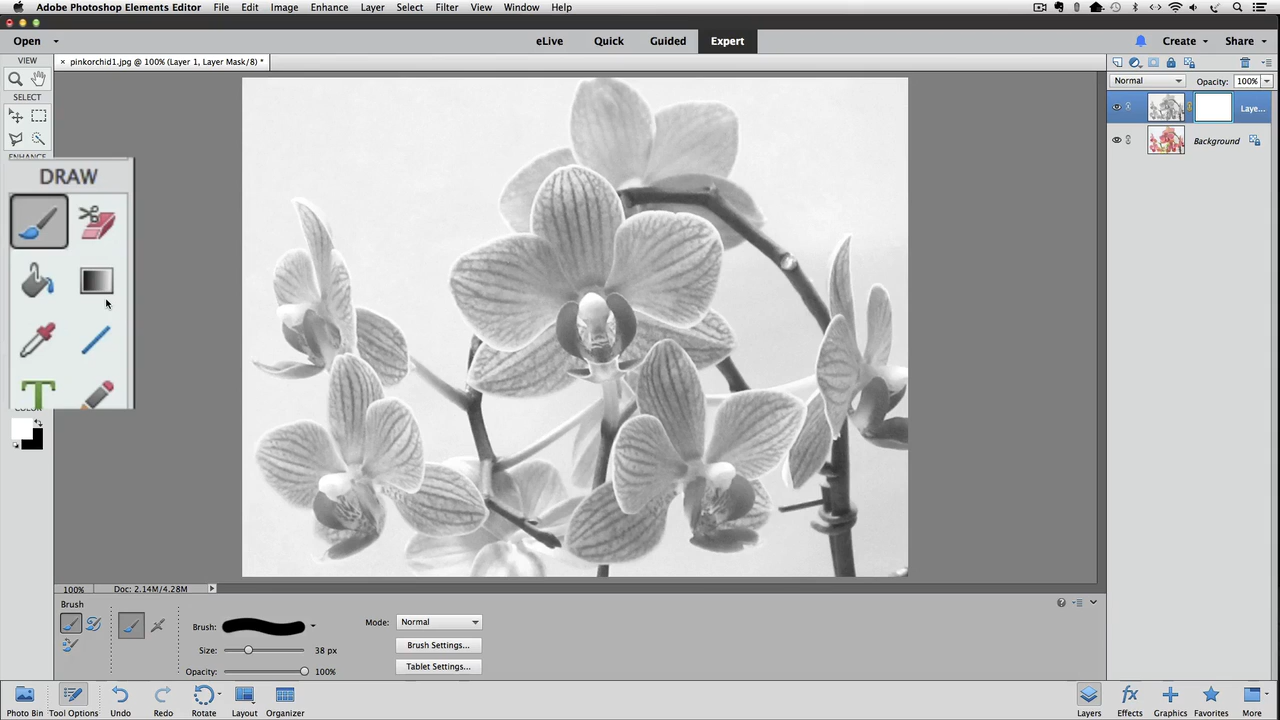 Adobe Photoshop Elements Editor File Edit Image Enhance Layer Select Filter View Window Help
Open eLive Quick Guided Expert Create Share
VIEW
× pinkorchid1.jpg @ 100% (Layer 1, Layer Mask/8) *
SELECT
DRAW
T
Normal Opacity: 100%
Laye...
Background
100% Doc: 2.14M/4.28M
Brush
Brush:
Size: 38 px
Opacity: 100%
Mode: Normal
Brush Settings...
Tablet Settings...
Photo Bin Tool Options Undo Redo Rotate Layout Organizer Layers Effects Graphics Favorites More